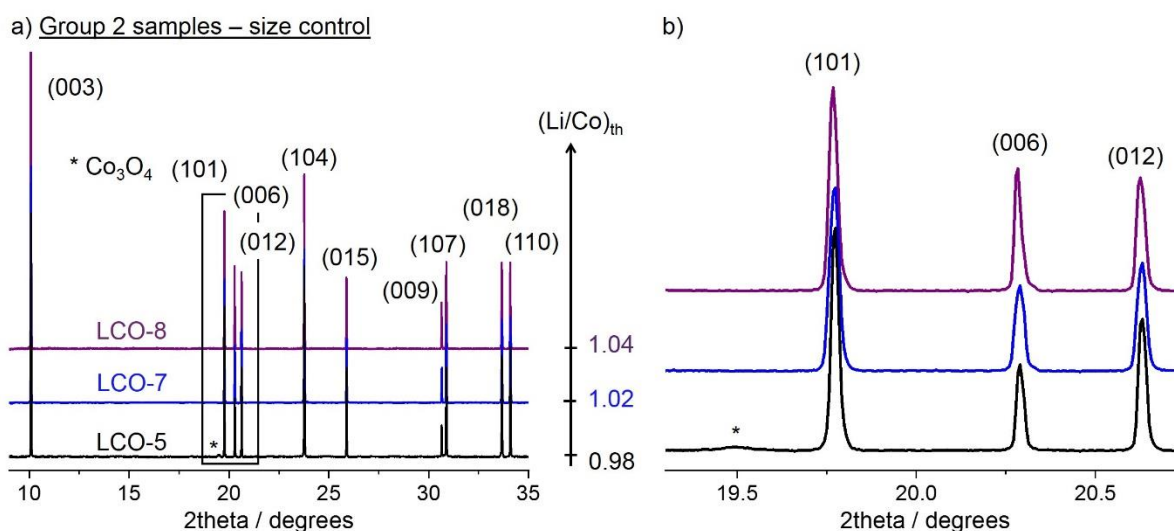 a) Group 2 samples – size control
(003)
* Co₃O₄
(101)
(006)
(012)
(104)
(015)
(009)
(107)
(018)
(110)
(Li/Co)th
LCO-8
1.04
LCO-7
1.02
LCO-5
*
0.98
10 15 20 25 30 35
2theta / degrees
b)
(101)
(006)
(012)
*
19.5 20.0 20.5
2theta / degrees